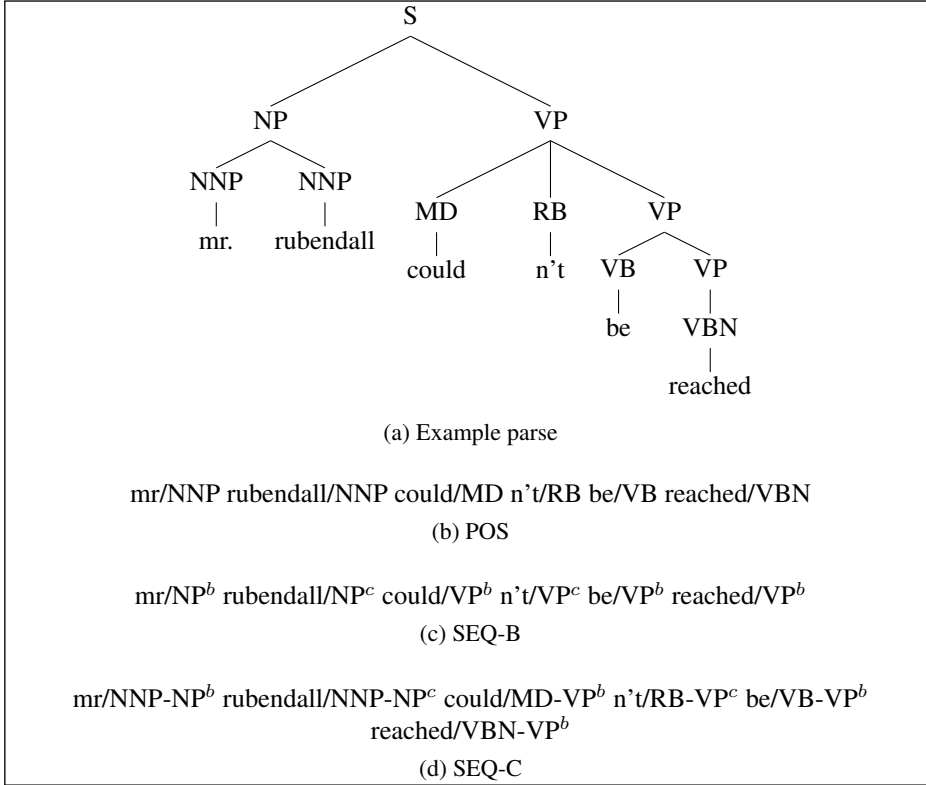 S
NP VP
NNP NNP
MD RB VP
mr. rubendall
could n't VB VP
be VBN
reached
(a) Example parse
mr/NNP rubendall/NNP could/MD n't/RB be/VB reached/VBN
(b) POS
mr/NP^b rubendall/NP^c could/VP^b n't/VP^c be/VP^b reached/VP^b
(c) SEQ-B
mr/NNP-NP^b rubendall/NNP-NP^c could/MD-VP^b n't/RB-VP^c be/VB-VP^b
reached/VBN-VP^b
(d) SEQ-C